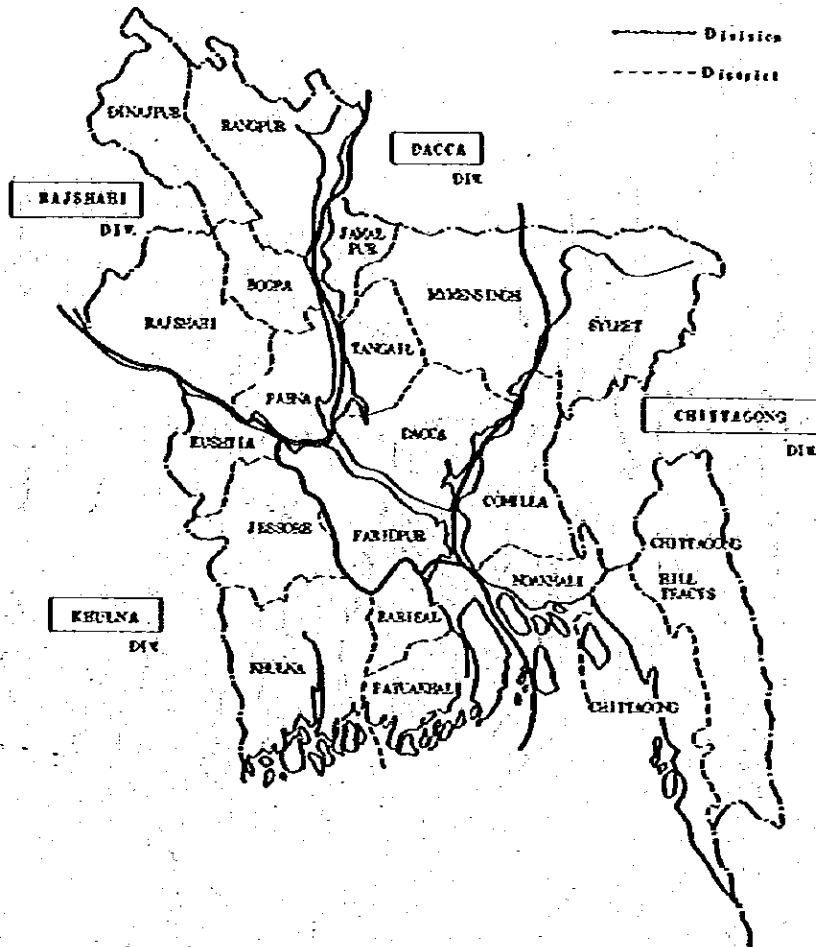 Division
District
DINAJPUR
RANGPUR
DACCA
DIV.
RAJSHAHI
DIV.
JAMAL
PUR
BOGRA
MYMENSINGH
RAJSHAHI
TANGAIL
SYLHET
PABNA
CHITTAGONG
DIV.
KUSHTIA
DACCA
COMILLA
JESSORE
FARIDPUR
CHITTAGONG
HILL
TRACTS
NOAKHALI
KHULNA
DIV.
BARISAL
KHULNA
PATUAKHALI
CHITTAGONG